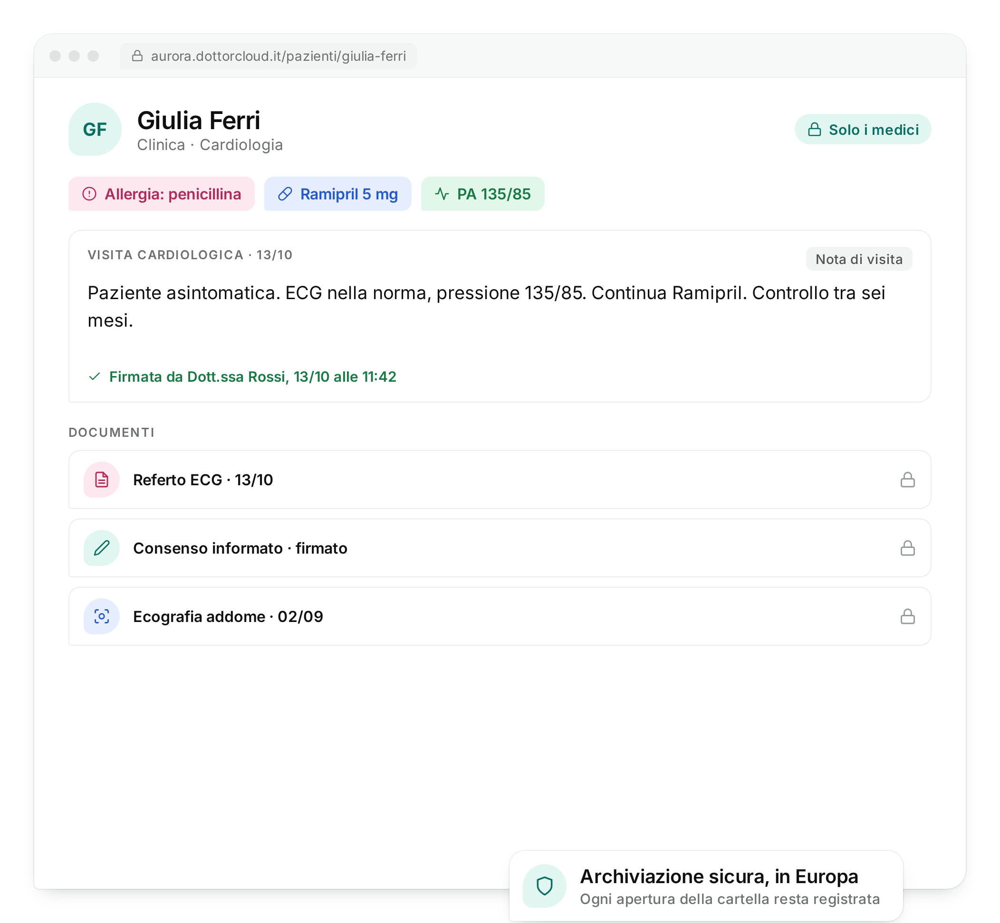 aurora.dottorcloud.it/pazienti/giulia-ferri
GF
Giulia Ferri
Clinica · Cardiologia
Solo i medici
Allergia: penicillina
Ramipril 5 mg
PA 135/85
VISITA CARDIOLOGICA · 13/10
Nota di visita
Paziente asintomatica. ECG nella norma, pressione 135/85. Continua Ramipril. Controllo tra sei
mesi.
Firmata da Dott.ssa Rossi, 13/10 alle 11:42
DOCUMENTI
Referto ECG · 13/10
Consenso informato · firmato
Ecografia addome · 02/09
Archiviazione sicura, in Europa
Ogni apertura della cartella resta registrata